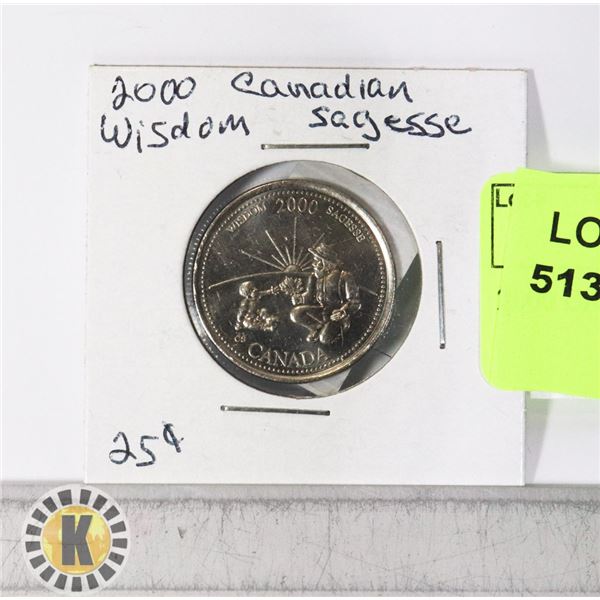 2000 Canadian
Wisdom Sagesse
WISDOM 2000 SAGESSE
CANADA
25¢
LO
513
K